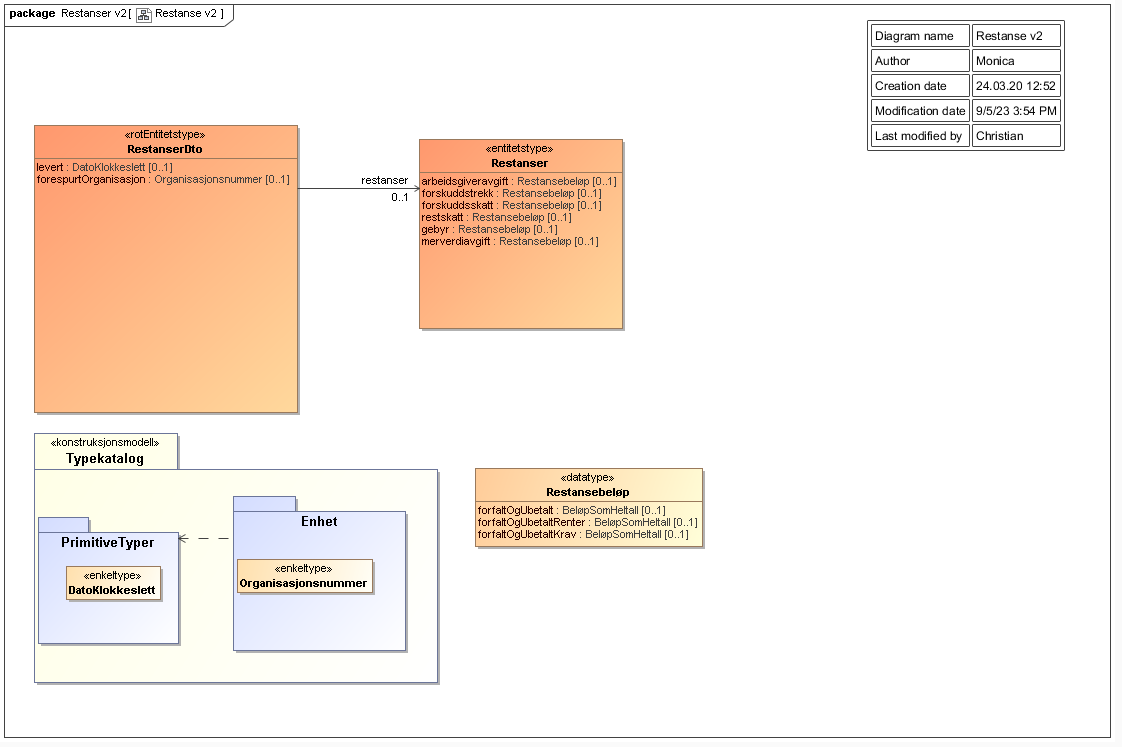 package Restanser v2[ Restanse v2 ]
Diagram name Restanse v2
Author Monica
Creation date 24.03.20 12:52
Modification date 9/5/23 3:54 PM
Last modified by Christian
«rotEntitetstype»
RestanserDto
levert : DatoKlokkeslett [0..1]
forespurtOrganisasjon : Organisasjonsnummer [0..1]
restanser
0..1
«entitetstype»
Restanser
arbeidsgiveravgift : Restansebeløp [0..1]
forskuddstrekk : Restansebeløp [0..1]
forskuddsskatt : Restansebeløp [0..1]
restskatt : Restansebeløp [0..1]
gebyr : Restansebeløp [0..1]
merverdiavgift : Restansebeløp [0..1]
«konstruksjonsmodell»
Typekatalog
PrimitiveTyper
«enkeltype»
DatoKlokkeslett
Enhet
«enkeltype»
Organisasjonsnummer
«datatype»
Restansebeløp
forfaltOgUbetalt : BeløpSomHeltall [0..1]
forfaltOgUbetaltRenter : BeløpSomHeltall [0..1]
forfaltOgUbetaltKrav : BeløpSomHeltall [0..1]